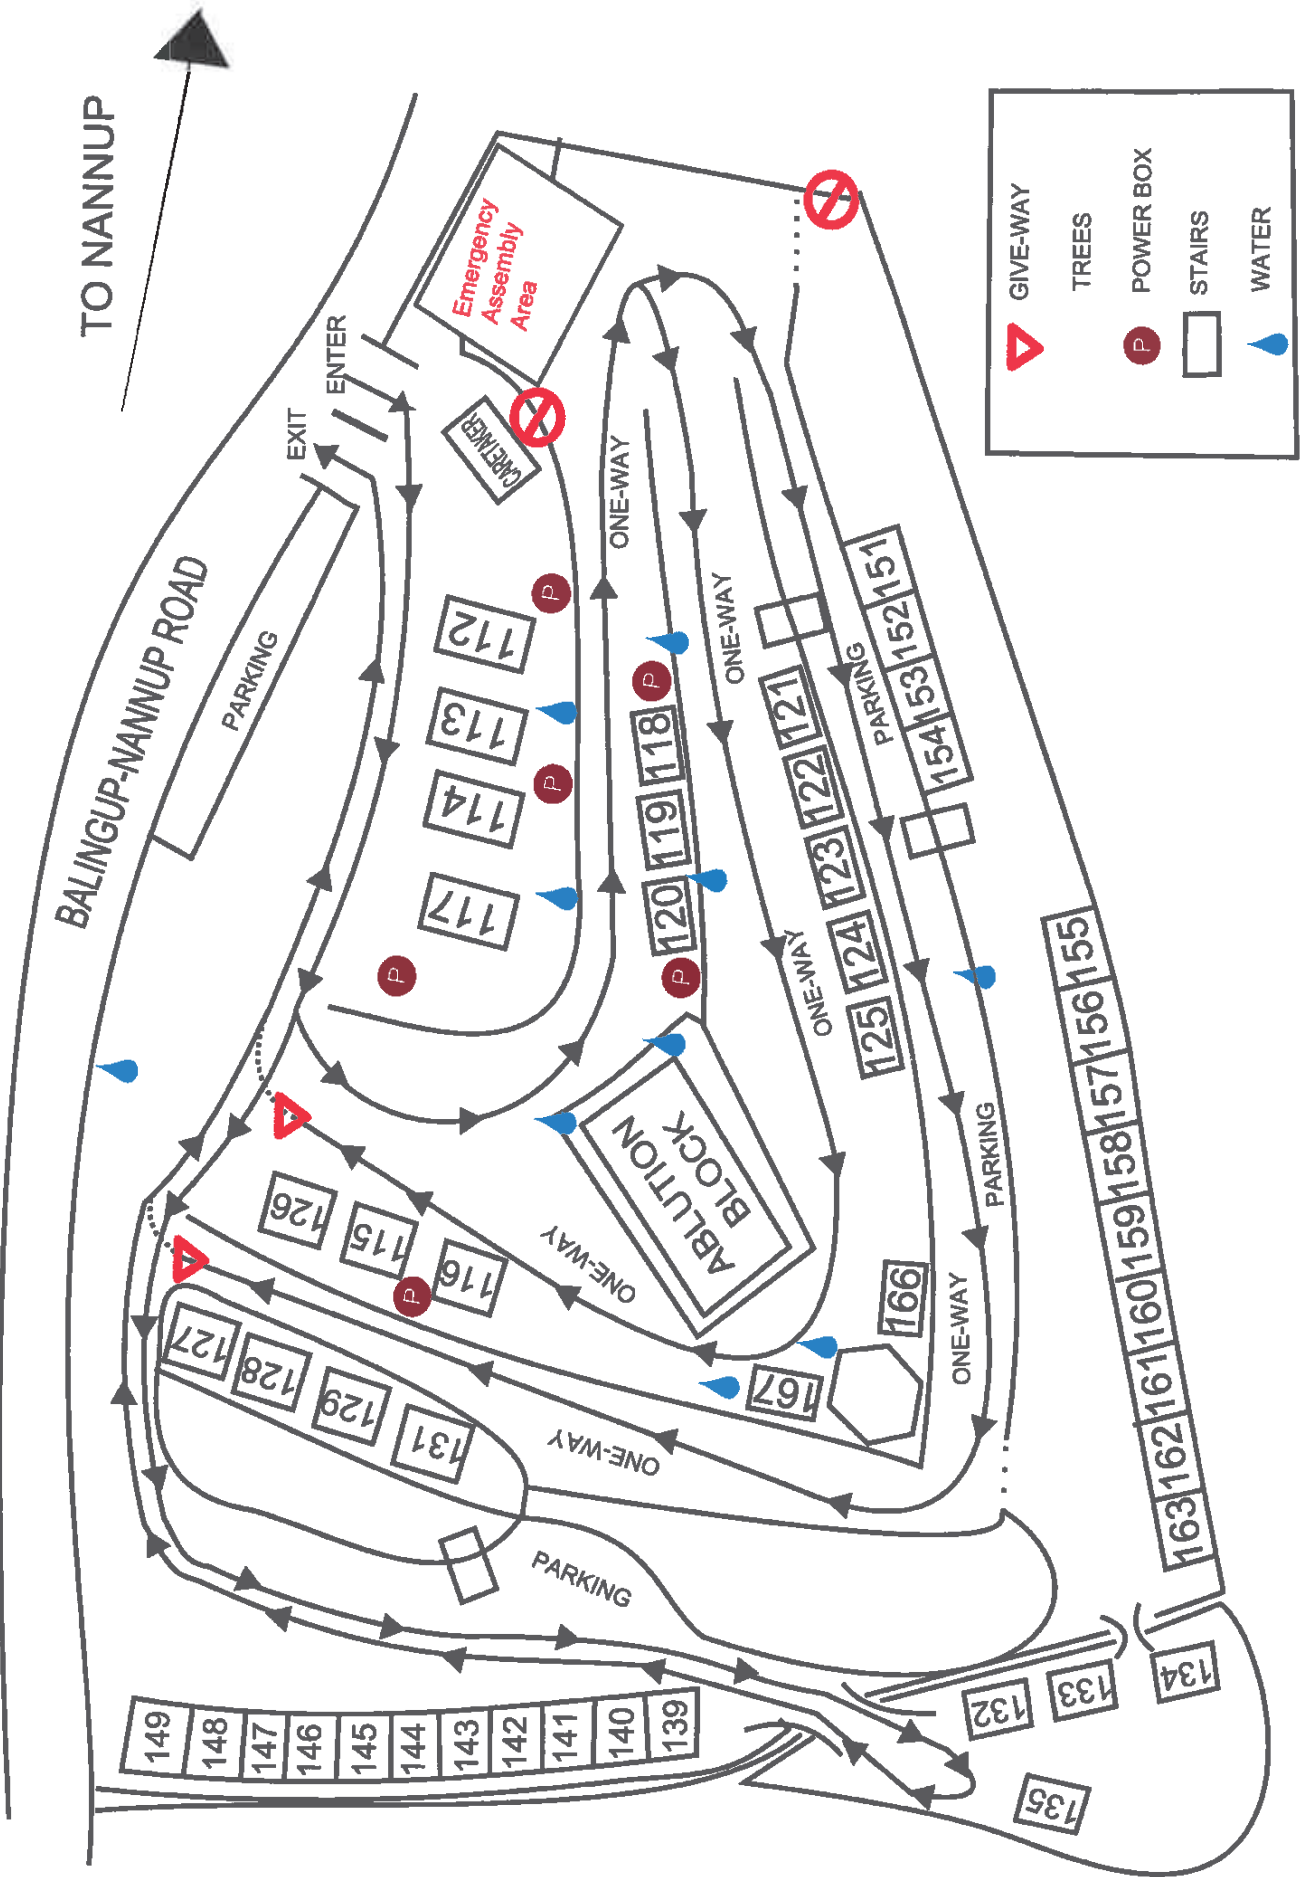 TO NANNUP
BALINGUP-NANNUP ROAD
EXIT
ENTER
PARKING
Emergency
Assembly
Area
CARETAKER
GIVE-WAY
TREES
P
POWER BOX
STAIRS
WATER
112
P
113
114
P
117
P
ONE-WAY
P
118
119
120
P
ONE-WAY
ONE-WAY
121
122
123
124
125
PARKING
151
152
153
154
155
156
157
158
159
160
161
162
163
PARKING
ONE-WAY
166
167
ABLUTION
BLOCK
ONE-WAY
126
115
116
P
127
128
129
131
ONE-WAY
PARKING
149
148
147
146
145
144
143
142
141
140
139
132
133
134
135